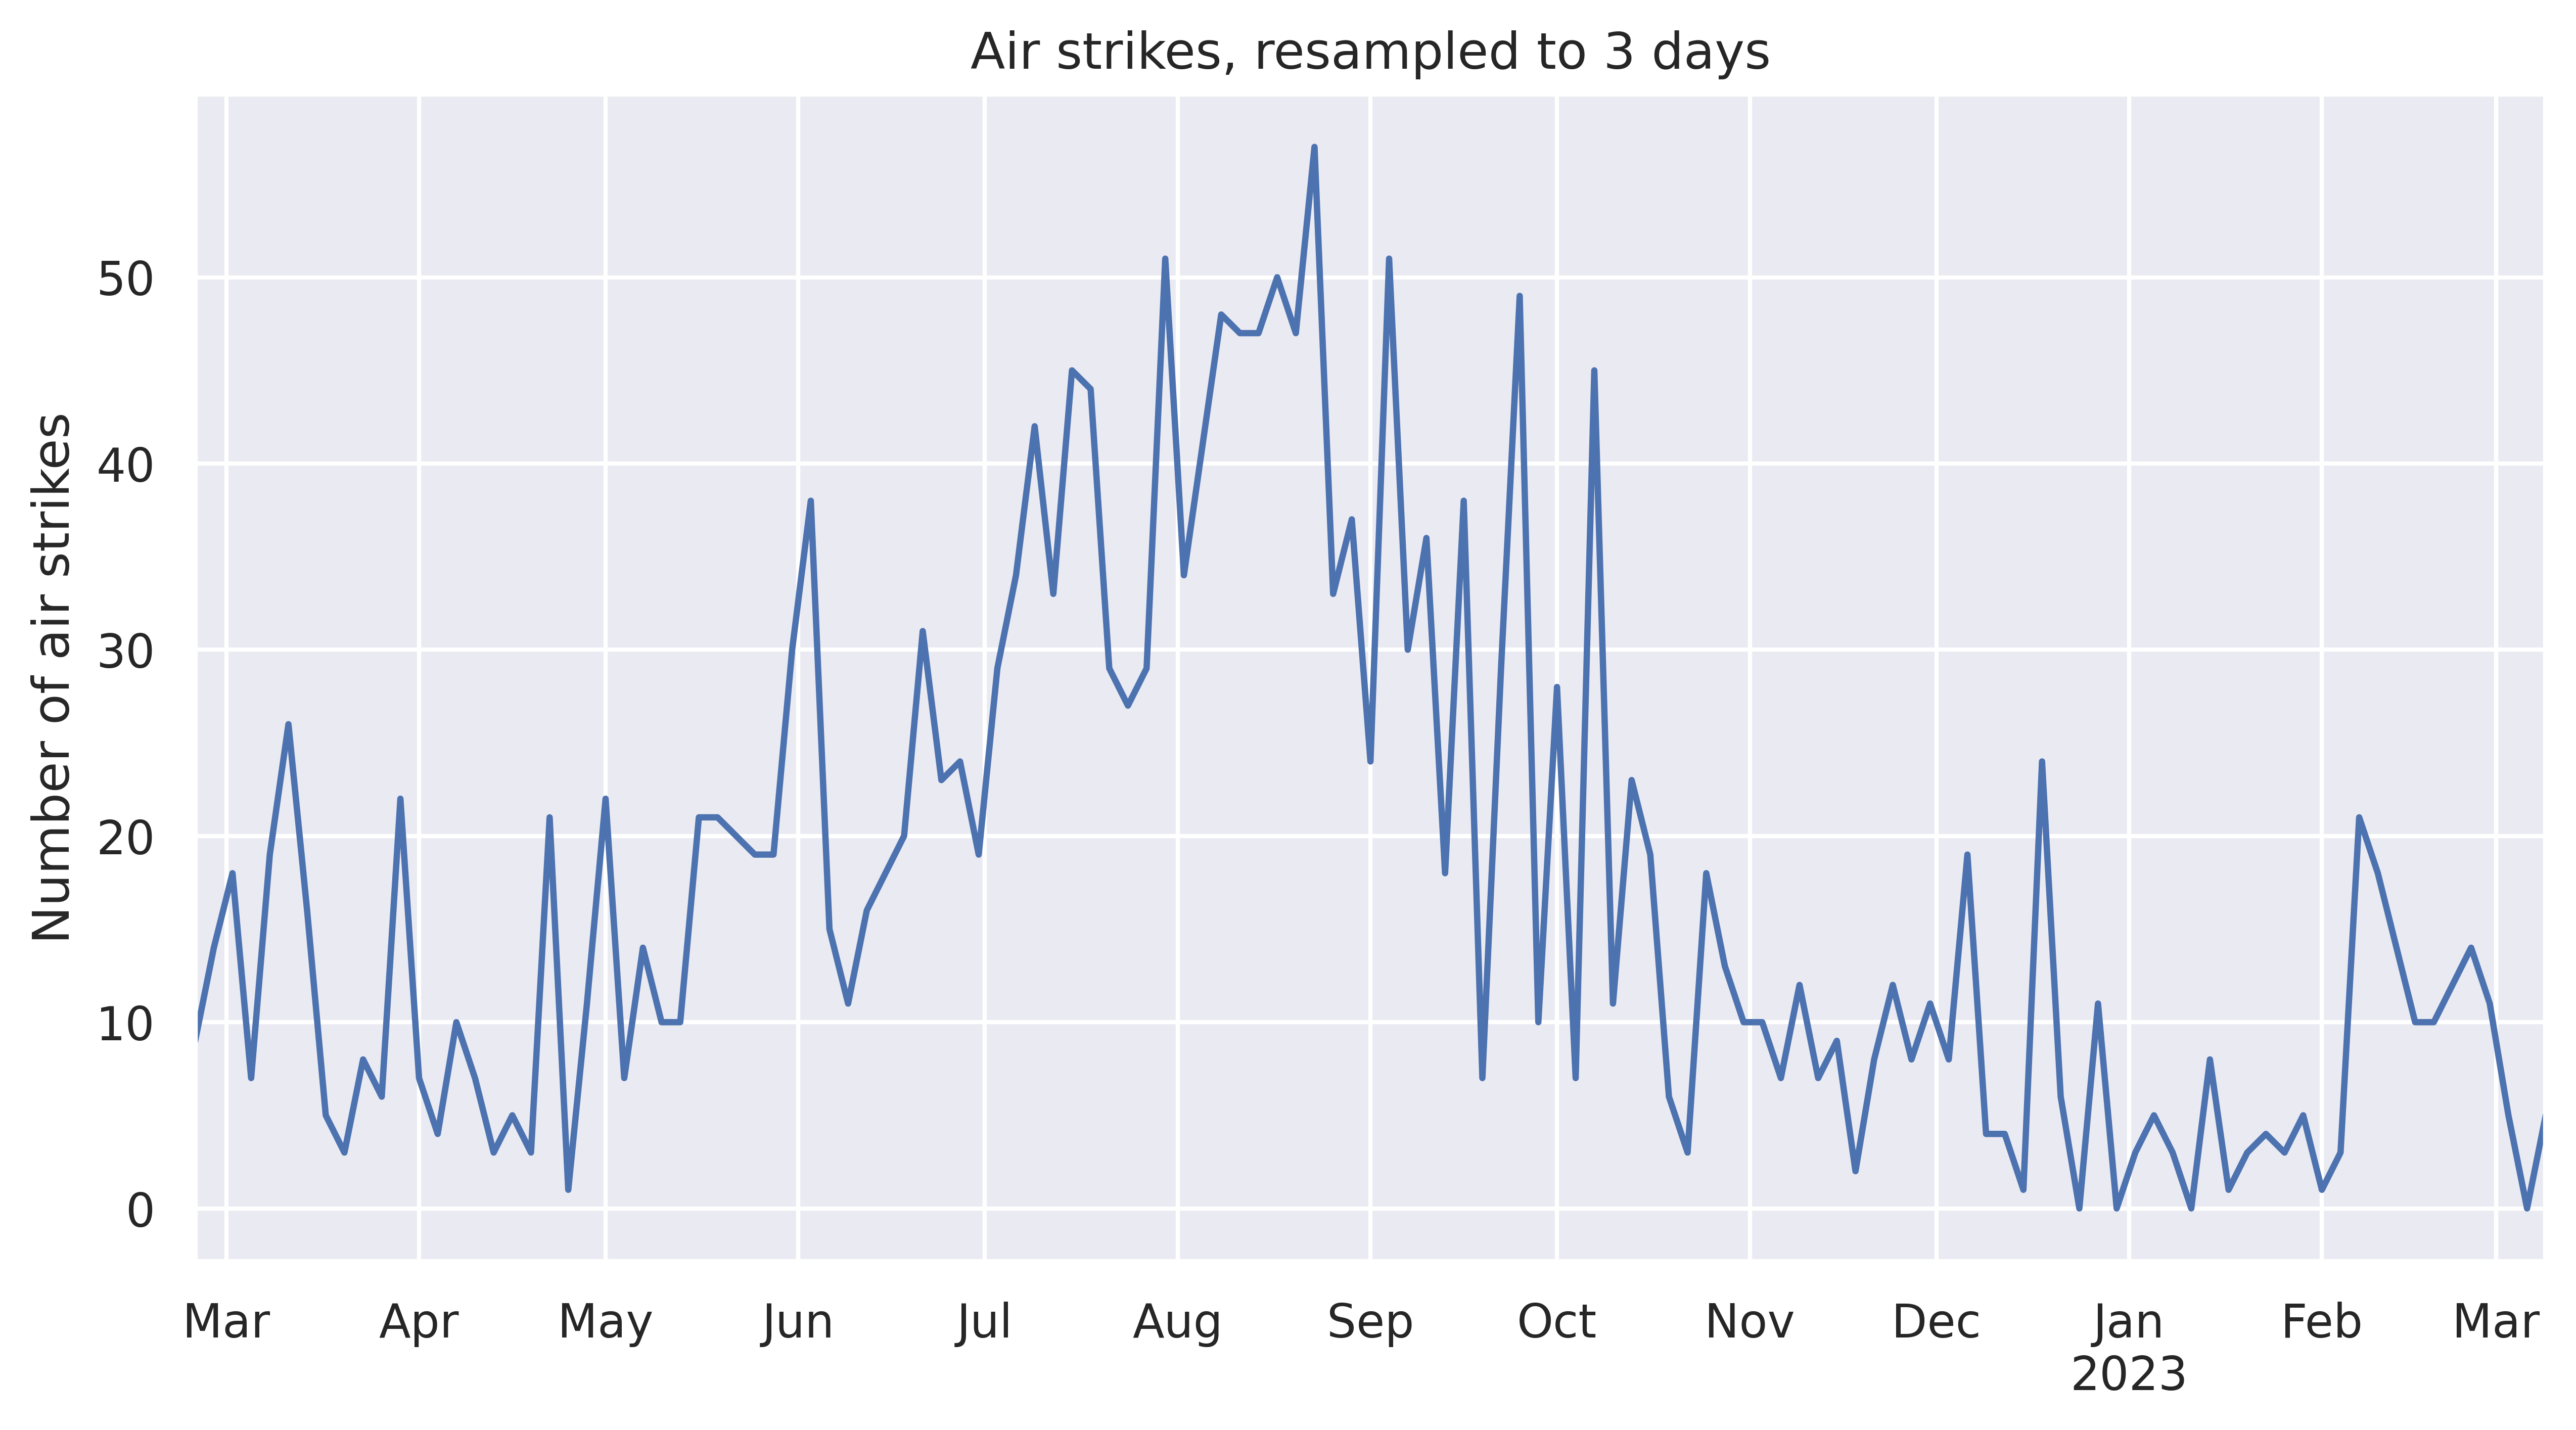 Air strikes, resampled to 3 days
Number of air strikes
50
40
30
20
10
0
Mar Apr May Jun Jul Aug Sep Oct Nov Dec Jan Feb Mar
2023